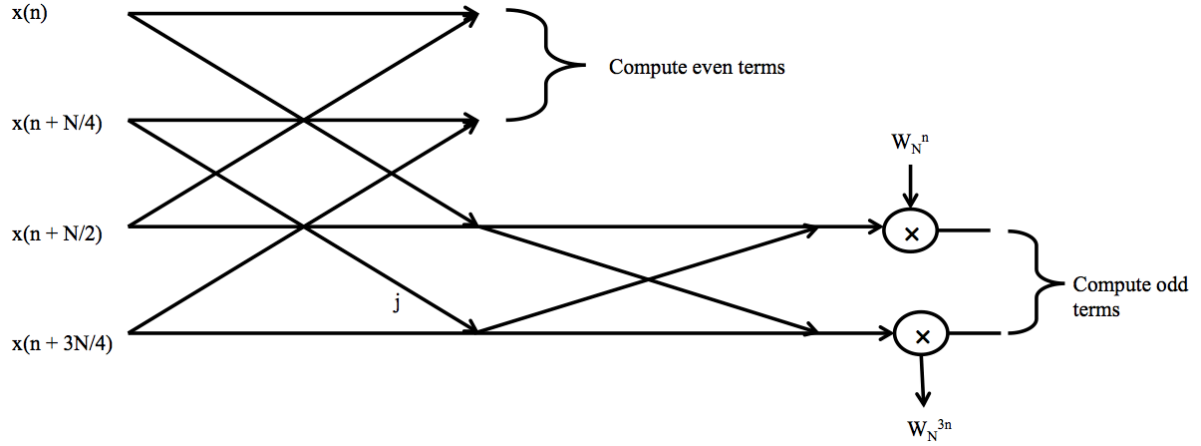 x(n)
Compute even terms
x(n + N/4)
W_N^n
x(n + N/2)
×
Compute odd
terms
j
x(n + 3N/4)
×
W_N^3n